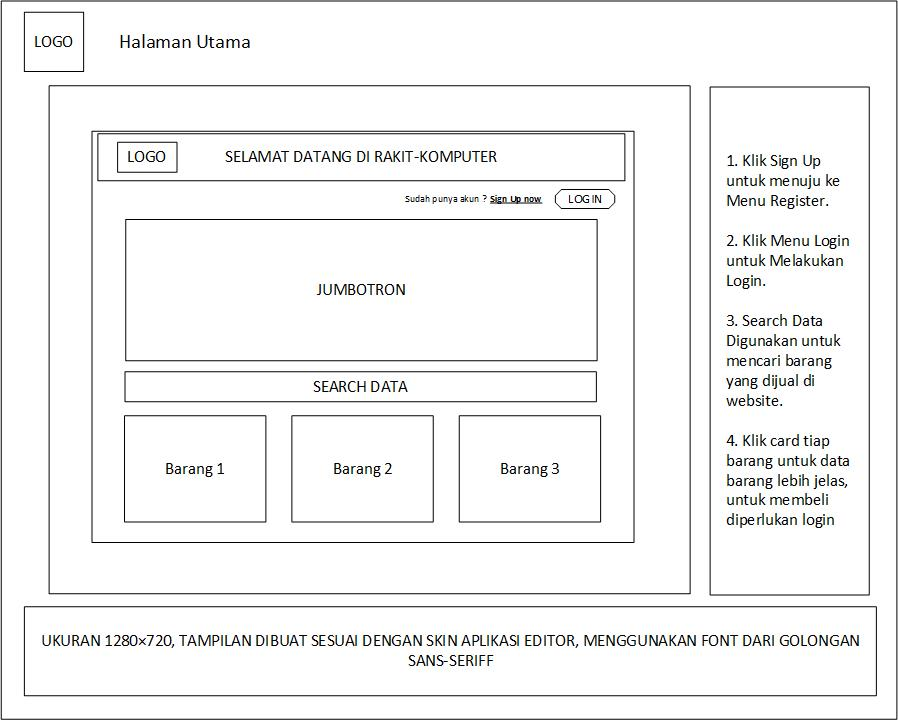 LOGO
Halaman Utama
LOGO
SELAMAT DATANG DI RAKIT-KOMPUTER
Sudah punya akun ? Sign Up now
LOGIN
JUMBOTRON
SEARCH DATA
Barang 1
Barang 2
Barang 3
1. Klik Sign Up
untuk menuju ke
Menu Register.
2. Klik Menu Login
untuk Melakukan
Login.
3. Search Data
Digunakan untuk
mencari barang
yang dijual di
website.
4. Klik card tiap
barang untuk data
barang lebih jelas,
untuk membeli
diperlukan login
UKURAN 1280×720, TAMPILAN DIBUAT SESUAI DENGAN SKIN APLIKASI EDITOR, MENGGUNAKAN FONT DARI GOLONGAN
SANS-SERIFF